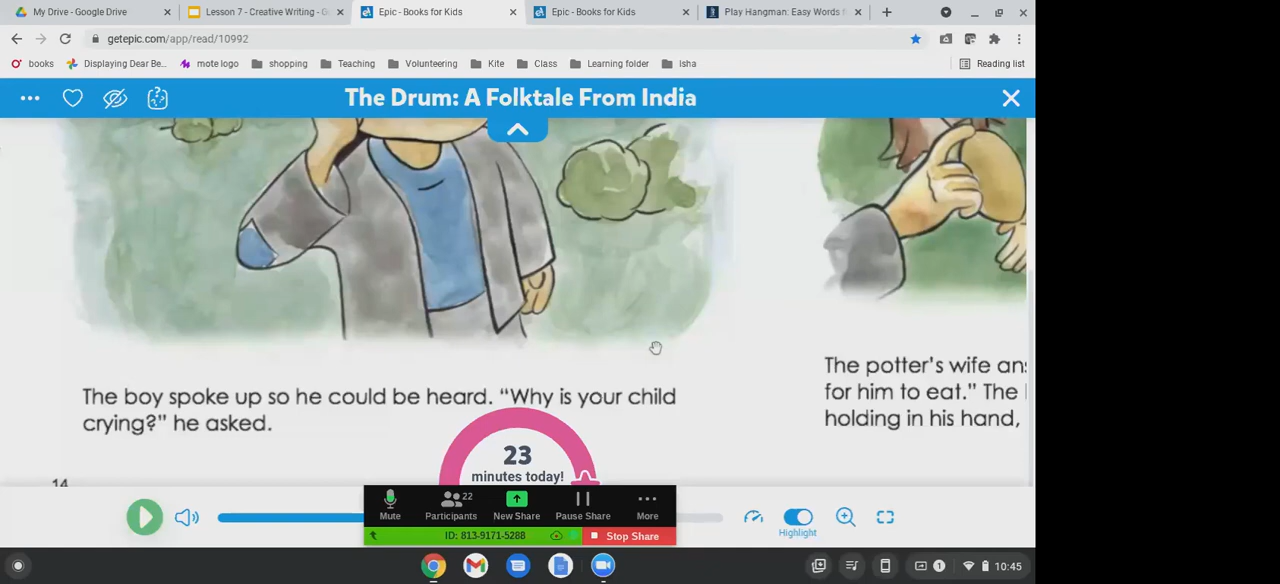 My Drive - Google Drive
Lesson 7 - Creative Writing - G
Epic - Books for Kids
Epic - Books for Kids
Play Hangman: Easy Words f
getepic.com/app/read/10992
books
Displaying Dear Be...
mote logo
shopping
Teaching
Volunteering
Kite
Class
Learning folder
Isha
Reading list
The Drum: A Folktale From India
The boy spoke up so he could be heard. “Why is your child
crying?” he asked.
14
The potter’s wife ans
for him to eat.” The
holding in his hand,
23
minutes today!
Mute
Participants
22
New Share
Pause Share
More
ID: 813-9171-5288
Stop Share
Highlight
1
10:45